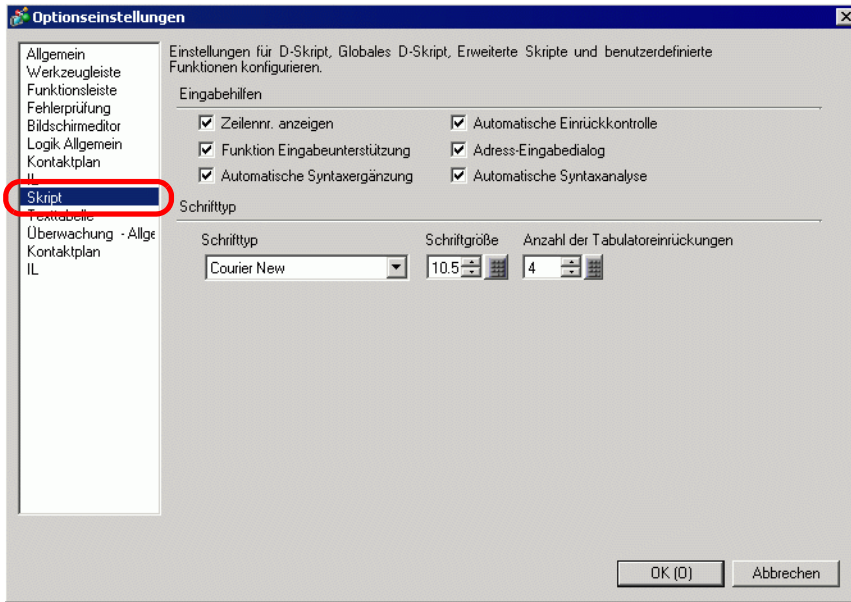 Optionseinstellungen
Allgemein
Werkzeugleiste
Funktionsleiste
Fehlerprüfung
Bildschirmeditor
Logik Allgemein
Kontaktplan
IL
Skript
Texttabelle
Überwachung - Allge
Kontaktplan
IL
Einstellungen für D-Skript, Globales D-Skript, Erweiterte Skripte und benutzerdefinierte
Funktionen konfigurieren.
Eingabehilfen
Zeilennr. anzeigen
Automatische Einrückkontrolle
Funktion Eingabeunterstützung
Adress-Eingabedialog
Automatische Syntaxergänzung
Automatische Syntaxanalyse
Schrifttyp
Schrifttyp
Schriftgröße
Anzahl der Tabulatoreinrückungen
Courier New
10.5
4
OK (O)
Abbrechen